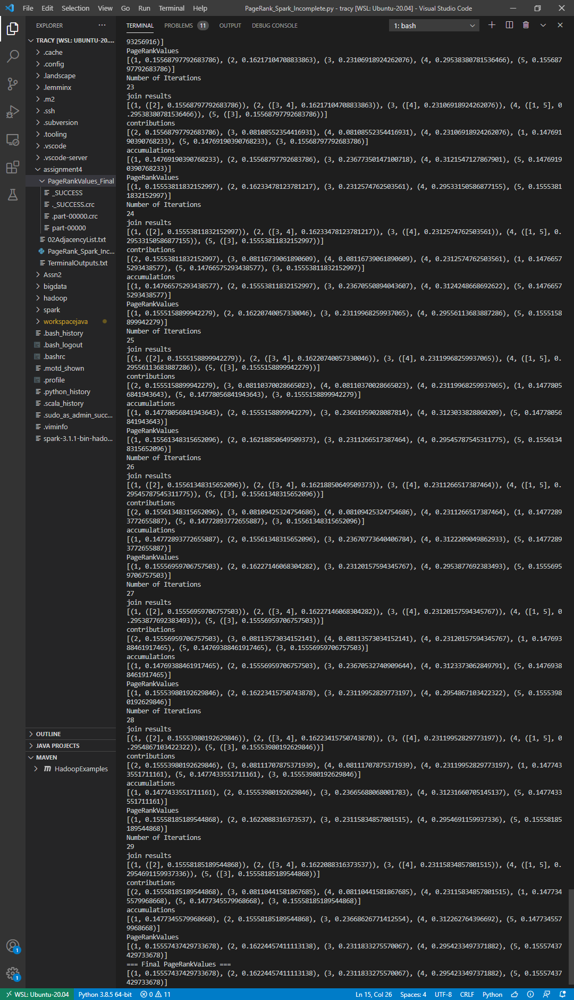 File Edit Selection View Go Run Terminal Help PageRank_Spark_Incomplete.py - tracy [WSL: Ubuntu-20.04] - Visual Studio Code
EXPLORER
TRACY [WSL: UBUNTU-20....
.cache
.config
.landscape
.lemminx
.m2
.ssh
.subversion
.tooling
.vscode
.vscode-server
assignment4
PageRankValues_Final
_SUCCESS
._SUCCESS.crc
.part-00000.crc
part-00000
02AdjacencyList.txt
PageRank_Spark_Inc...
TerminalOutputs.txt
Assn2
bigdata
hadoop
spark
workspacejava
.bash_history
.bash_logout
.bashrc
.motd_shown
.profile
.python_history
.scala_history
.sudo_as_admin_succ...
.viminfo
spark-3.1.1-bin-hado...
OUTLINE
JAVA PROJECTS
MAVEN
HadoopExamples
1
1
TERMINAL PROBLEMS 11 OUTPUT DEBUG CONSOLE 1: bash
93256916)]
PageRankValues
[(1, 0.15568797792683786), (2, 0.16217104708833863), (3, 0.23106918924262076), (4, 0.29538380781536466), (5, 0.155687
97792683786)]
Number of Iterations
23
join results
[(1, ([2], 0.15568797792683786)), (2, ([3, 4], 0.16217104708833863)), (3, ([4], 0.23106918924262076)), (4, ([1, 5], 0
.29538380781536466)), (5, ([3], 0.15568797792683786))]
contributions
[(2, 0.15568797792683786), (3, 0.08108552354416931), (4, 0.08108552354416931), (4, 0.23106918924262076), (1, 0.147691
90390768233), (5, 0.14769190390768233), (3, 0.15568797792683786)]
accumulations
[(1, 0.14769190390768233), (2, 0.15568797792683786), (3, 0.23677350147100718), (4, 0.3121547127867901), (5, 0.1476919
0390768233)]
PageRankValues
[(1, 0.15553811832152997), (2, 0.16233478123781217), (3, 0.2312574762503561), (4, 0.29533150586877155), (5, 0.1555381
1832152997)]
Number of Iterations
24
join results
[(1, ([2], 0.15553811832152997)), (2, ([3, 4], 0.16233478123781217)), (3, ([4], 0.2312574762503561)), (4, ([1, 5], 0.
29533150586877155)), (5, ([3], 0.15553811832152997))]
contributions
[(2, 0.15553811832152997), (3, 0.08116739061890609), (4, 0.08116739061890609), (4, 0.2312574762503561), (1, 0.1476657
5293438577), (5, 0.14766575293438577), (3, 0.15553811832152997)]
accumulations
[(1, 0.14766575293438577), (2, 0.15553811832152997), (3, 0.23670550894043607), (4, 0.3124248668692622), (5, 0.1476657
5293438577)]
PageRankValues
[(1, 0.1555158899942279), (2, 0.16220740057330046), (3, 0.23119968259937065), (4, 0.29556113683887286), (5, 0.1555158
899942279)]
Number of Iterations
25
join results
[(1, ([2], 0.1555158899942279)), (2, ([3, 4], 0.16220740057330046)), (3, ([4], 0.23119968259937065)), (4, ([1, 5], 0.
29556113683887286)), (5, ([3], 0.1555158899942279))]
contributions
[(2, 0.1555158899942279), (3, 0.08110370028665023), (4, 0.08110370028665023), (4, 0.23119968259937065), (1, 0.1477805
6841943643), (5, 0.14778056841943643), (3, 0.1555158899942279)]
accumulations
[(1, 0.14778056841943643), (2, 0.1555158899942279), (3, 0.23661959028087814), (4, 0.3123033828860209), (5, 0.14778056
841943643)]
PageRankValues
[(1, 0.15561348315652096), (2, 0.16218850649509373), (3, 0.2311266517387464), (4, 0.29545787545311775), (5, 0.1556134
8315652096)]
Number of Iterations
26
join results
[(1, ([2], 0.15561348315652096)), (2, ([3, 4], 0.16218850649509373)), (3, ([4], 0.2311266517387464)), (4, ([1, 5], 0.
29545787545311775)), (5, ([3], 0.15561348315652096))]
contributions
[(2, 0.15561348315652096), (3, 0.08109425324754686), (4, 0.08109425324754686), (4, 0.2311266517387464), (1, 0.1477289
3772655887), (5, 0.14772893772655887), (3, 0.15561348315652096)]
accumulations
[(1, 0.14772893772655887), (2, 0.15561348315652096), (3, 0.23670773640406784), (4, 0.3122209049862933), (5, 0.1477289
3772655887)]
PageRankValues
[(1, 0.15556959706757503), (2, 0.16227146068304282), (3, 0.23120157594345767), (4, 0.2953877692383493), (5, 0.1555695
9706757503)]
Number of Iterations
27
join results
[(1, ([2], 0.15556959706757503)), (2, ([3, 4], 0.16227146068304282)), (3, ([4], 0.23120157594345767)), (4, ([1, 5], 0
.2953877692383493)), (5, ([3], 0.15556959706757503))]
contributions
[(2, 0.15556959706757503), (3, 0.08113573034152141), (4, 0.08113573034152141), (4, 0.23120157594345767), (1, 0.147693
88461917465), (5, 0.14769388461917465), (3, 0.15556959706757503)]
accumulations
[(1, 0.14769388461917465), (2, 0.15556959706757503), (3, 0.23670532740909644), (4, 0.3123373062849791), (5, 0.1476938
8461917465)]
PageRankValues
[(1, 0.15553980192629846), (2, 0.16223415750743878), (3, 0.23119952829773197), (4, 0.2954867103422322), (5, 0.1555398
0192629846)]
Number of Iterations
28
join results
[(1, ([2], 0.15553980192629846)), (2, ([3, 4], 0.16223415750743878)), (3, ([4], 0.23119952829773197)), (4, ([1, 5], 0
.2954867103422322)), (5, ([3], 0.15553980192629846))]
contributions
[(2, 0.15553980192629846), (3, 0.08111707875371939), (4, 0.08111707875371939), (4, 0.23119952829773197), (1, 0.147743
3551711161), (5, 0.1477433551711161), (3, 0.15553980192629846)]
accumulations
[(1, 0.1477433551711161), (2, 0.15553980192629846), (3, 0.23665688068001783), (4, 0.31231660705145137), (5, 0.1477433
551711161)]
PageRankValues
[(1, 0.15558185189544868), (2, 0.1622088316373537), (3, 0.23115834857801515), (4, 0.2954691159937336), (5, 0.15558185
189544868)]
Number of Iterations
29
join results
[(1, ([2], 0.15558185189544868)), (2, ([3, 4], 0.1622088316373537)), (3, ([4], 0.23115834857801515)), (4, ([1, 5], 0.
2954691159937336)), (5, ([3], 0.15558185189544868))]
contributions
[(2, 0.15558185189544868), (3, 0.08110441581867685), (4, 0.08110441581867685), (4, 0.23115834857801515), (1, 0.147734
5579968668), (5, 0.1477345579968668), (3, 0.15558185189544868)]
accumulations
[(1, 0.1477345579968668), (2, 0.15558185189544868), (3, 0.23668626771412554), (4, 0.312262764396692), (5, 0.147734557
9968668)]
PageRankValues
[(1, 0.15557437429733678), (2, 0.16224457411113138), (3, 0.2311833275570067), (4, 0.2954233497371882), (5, 0.15557437
429733678)]
=== Final PageRankValues ===
[(1, 0.15557437429733678), (2, 0.16224457411113138), (3, 0.2311833275570067), (4, 0.2954233497371882), (5, 0.15557437
429733678)]
WSL: Ubuntu-20.04 Python 3.8.5 64-bit 0 11 Ln 15, Col 26 Spaces: 4 UTF-8 CRLF Python